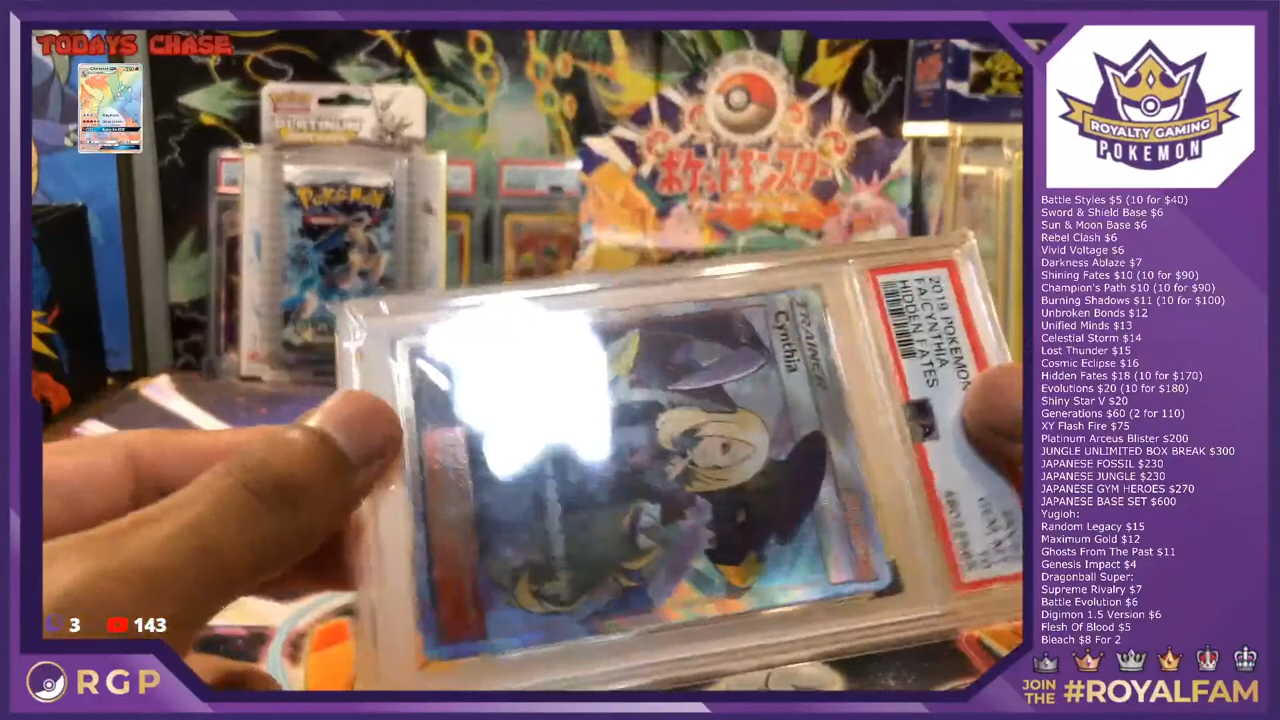 TODAYS CHASE
POKéMON
PLATINUM
POKéMON
ポケットモンスター
TRAINER
Cynthia
2019 POKEMON
FA/CYNTHIA
HIDDEN FATES
3
143
RGP
ROYALTY GAMING
POKEMON
Battle Styles $5 (10 for $40)
Sword & Shield Base $6
Sun & Moon Base $6
Rebel Clash $6
Vivid Voltage $6
Darkness Ablaze $7
Shining Fates $10 (10 for $90)
Champion's Path $10 (10 for $90)
Burning Shadows $11 (10 for $100)
Unbroken Bonds $12
Unified Minds $13
Celestial Storm $14
Lost Thunder $15
Cosmic Eclipse $16
Hidden Fates $18 (10 for $170)
Evolutions $20 (10 for $180)
Shiny Star V $20
Generations $60 (2 for 110)
XY Flash Fire $75
Platinum Arceus Blister $200
JUNGLE UNLIMITED BOX BREAK $300
JAPANESE FOSSIL $230
JAPANESE JUNGLE $230
JAPANESE GYM HEROES $270
JAPANESE BASE SET $600
Yugioh:
Random Legacy $15
Maximum Gold $12
Ghosts From The Past $11
Genesis Impact $4
Dragonball Super:
Supreme Rivalry $7
Battle Evolution $6
Digimon 1.5 Version $6
Flesh Of Blood $5
Bleach $8 For 2
JOIN THE #ROYALFAM